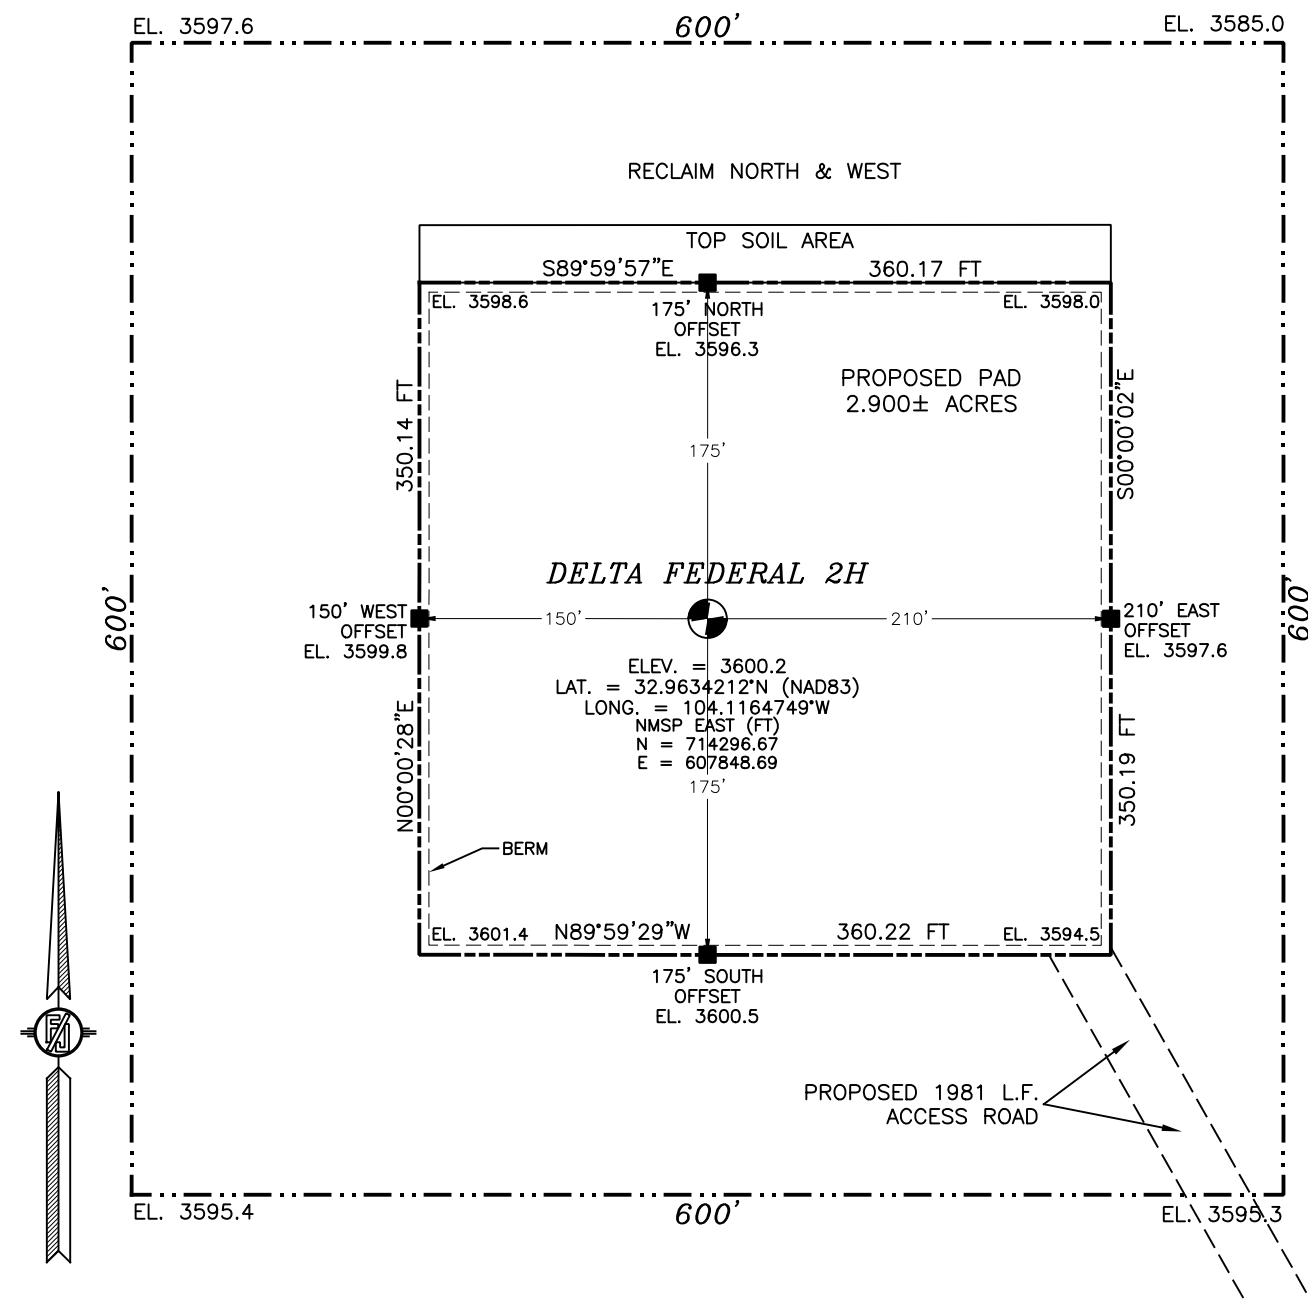 EL. 3597.6
600'
EL. 3585.0
RECLAIM NORTH & WEST
TOP SOIL AREA
S89°59'57"E
360.17 FT
EL. 3598.6
175' NORTH
OFFSET
EL. 3596.3
EL. 3598.0
PROPOSED PAD
2.900± ACRES
350.14 FT
S00°00'02"E
175'
DELTA FEDERAL 2H
600'
150' WEST
OFFSET
EL. 3599.8
150'
210'
210' EAST
OFFSET
EL. 3597.6
600'
ELEV. = 3600.2
LAT. = 32.9634212°N (NAD83)
LONG. = 104.1164749°W
NMSP EAST (FT)
N = 714296.67
E = 607848.69
175'
N00°00'28"E
350.19 FT
BERM
EL. 3601.4
N89°59'29"W
360.22 FT
EL. 3594.5
175' SOUTH
OFFSET
EL. 3600.5
PROPOSED 1981 L.F.
ACCESS ROAD
EL. 3595.4
600'
EL. 3595.3